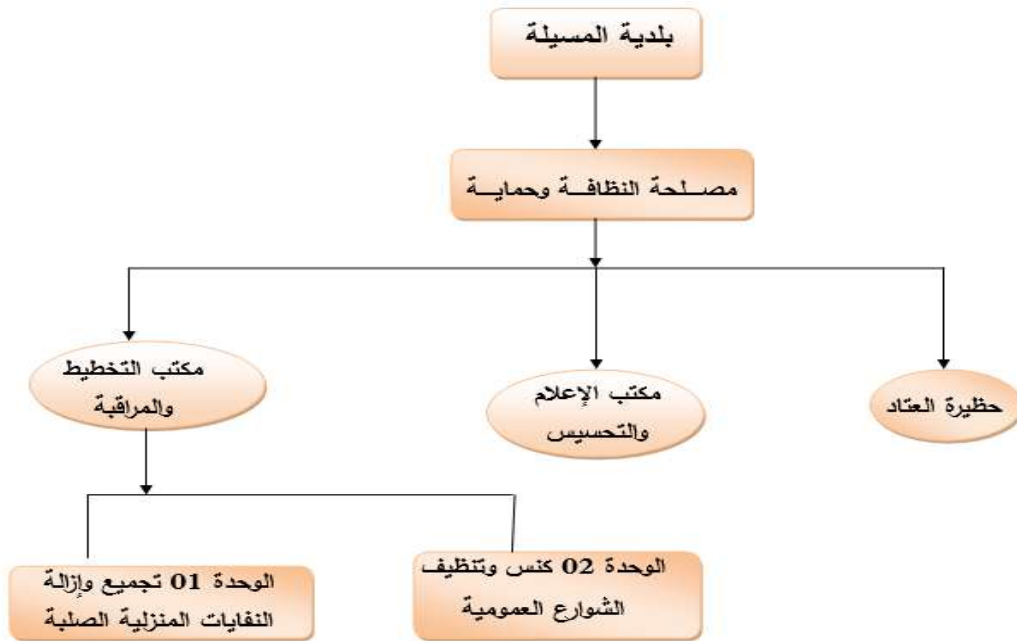 بلدية المسيلة
مصلحة النظافة وحماية
حظيرة العتاد
مكتب الإعلام
والتحسيس
مكتب التخطيط
والمراقبة
الوحدة 02 كنس وتنظيف
الشوارع العمومية
الوحدة 01 تجميع وإزالة
النفايات المنزلية الصلبة